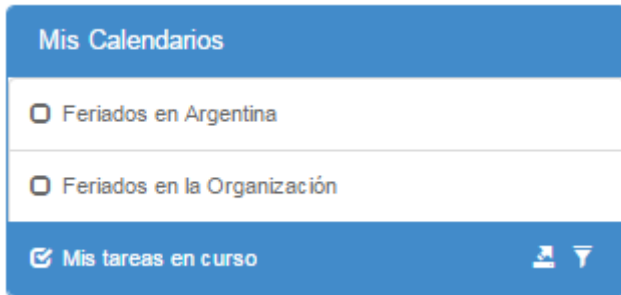 Mis Calendarios
Feriados en Argentina
Feriados en la Organización
Mis tareas en curso